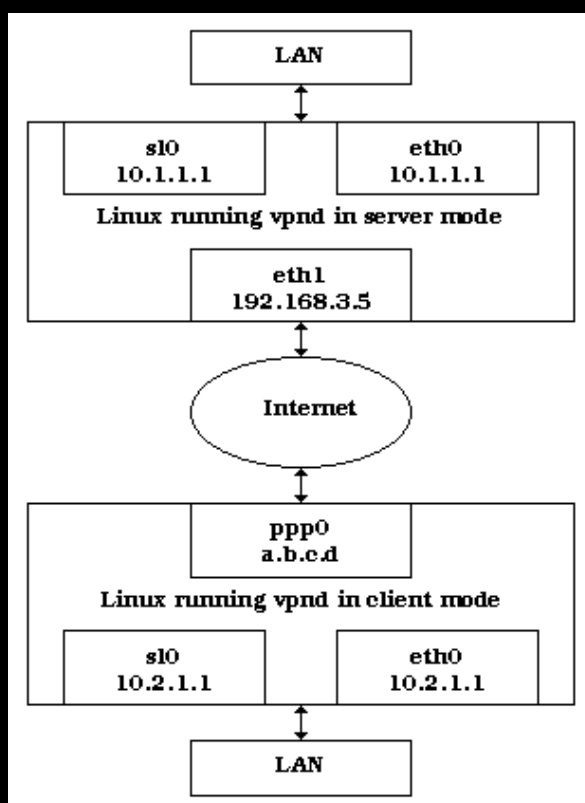 LAN
sl0
10.1.1.1
eth0
10.1.1.1
Linux running vpnd in server mode
eth1
192.168.3.5
Internet
ppp0
a.b.c.d
Linux running vpnd in client mode
sl0
10.2.1.1
eth0
10.2.1.1
LAN